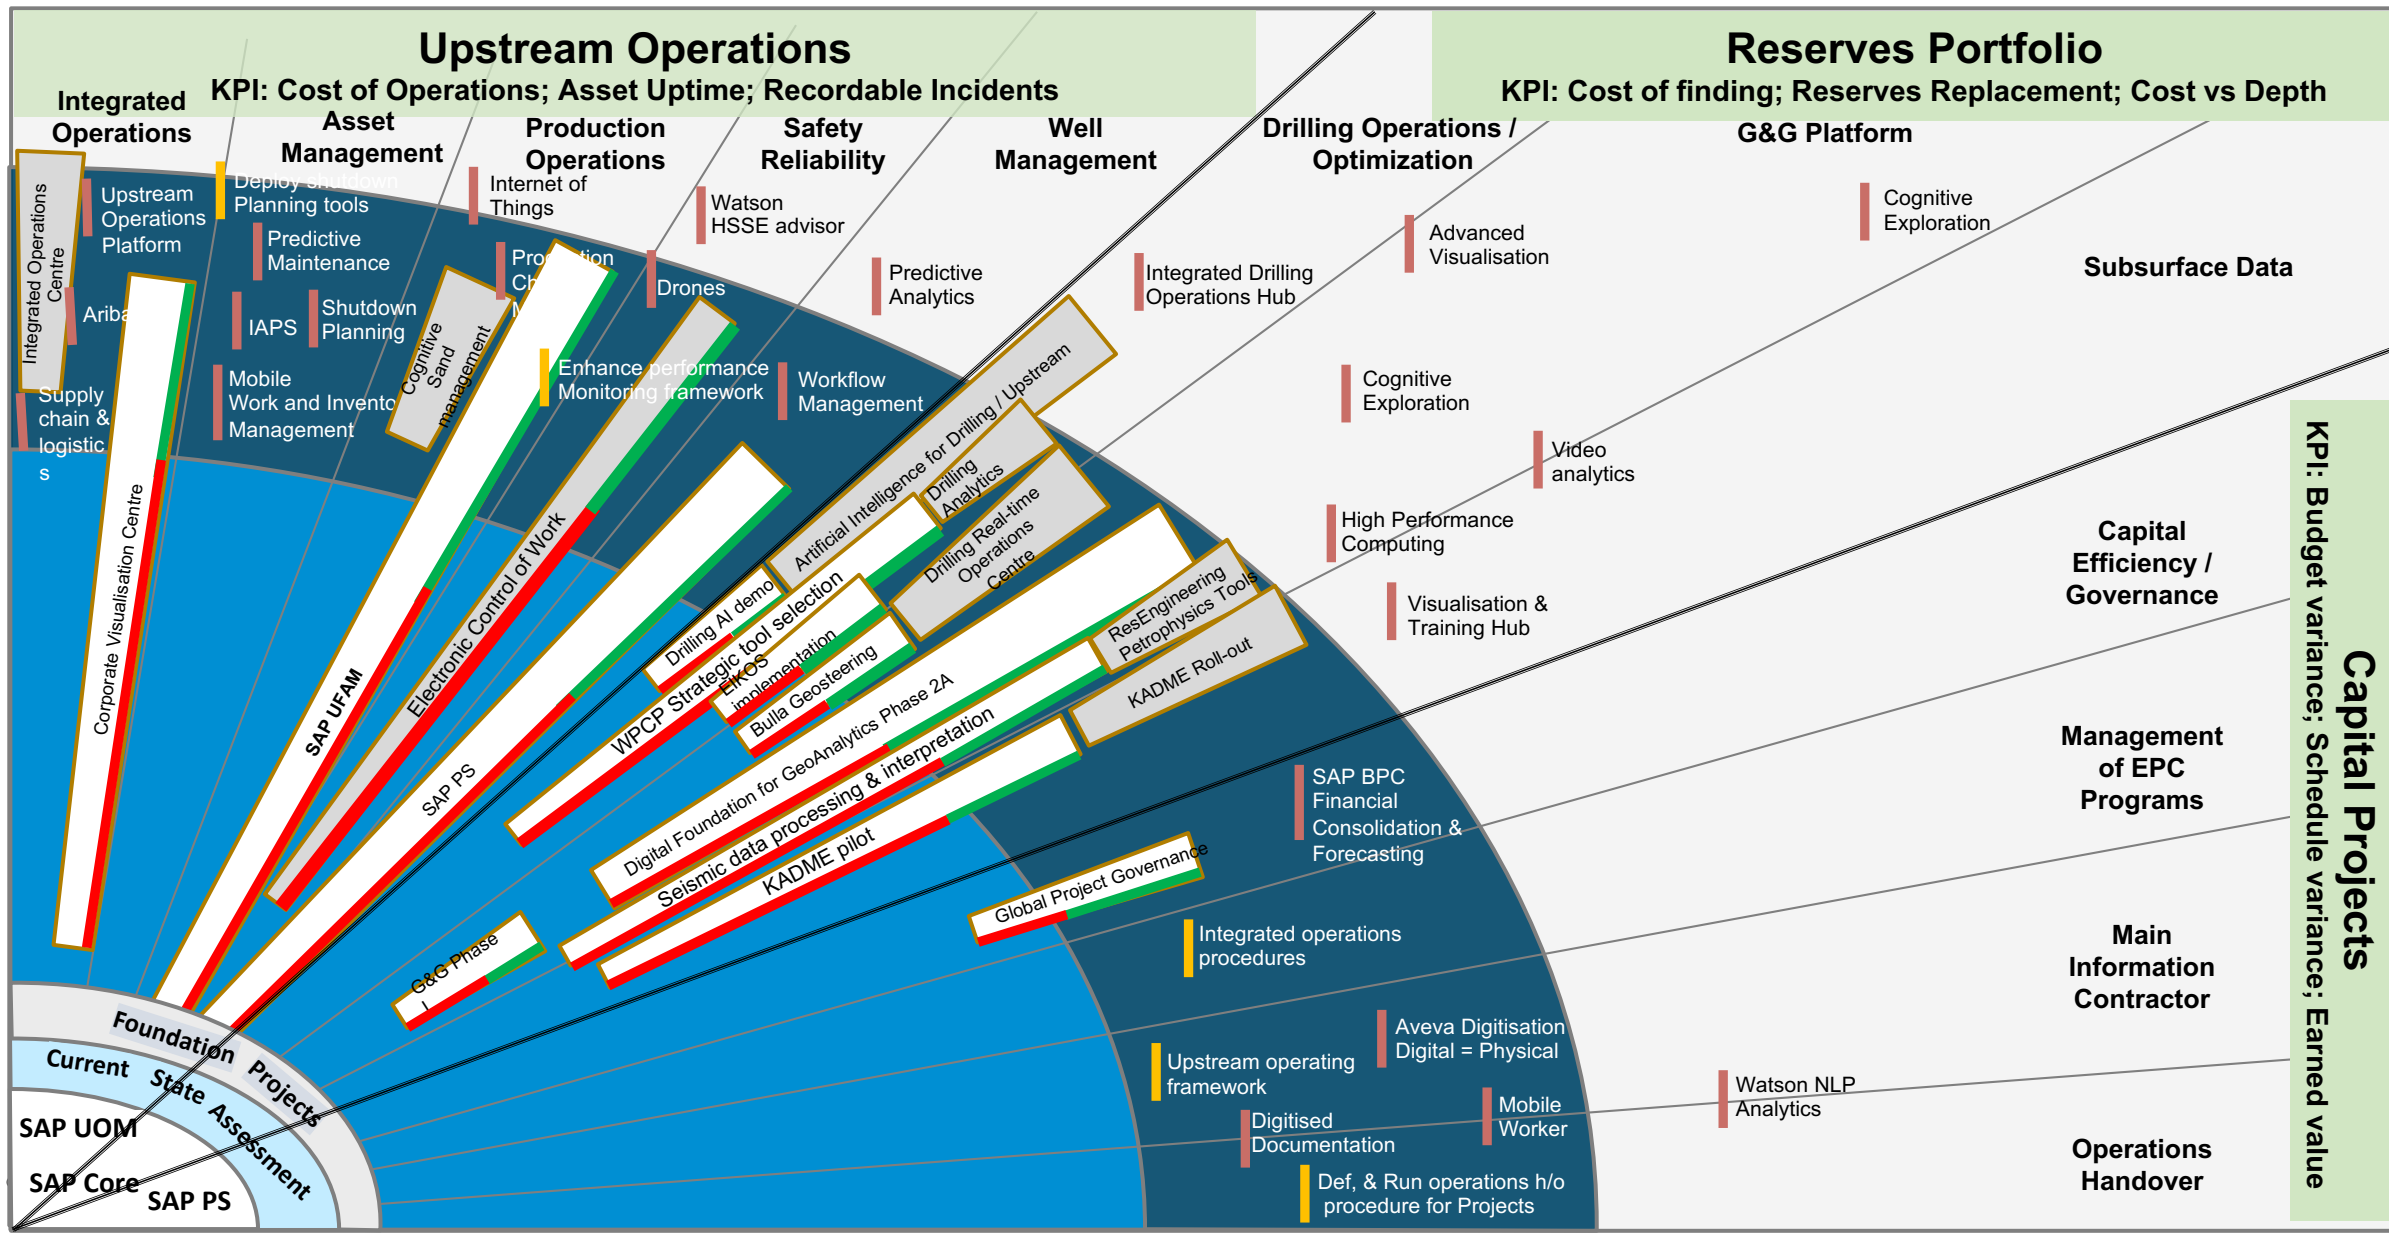 Upstream Operations
KPI: Cost of Operations; Asset Uptime; Recordable Incidents
Reserves Portfolio
KPI: Cost of finding; Reserves Replacement; Cost vs Depth
Integrated
Operations
Asset
Management
Production
Operations
Safety
Reliability
Well
Management
Drilling Operations /
Optimization
G&G Platform
Subsurface Data
Capital
Efficiency /
Governance
Management
of EPC
Programs
Main
Information
Contractor
Operations
Handover
Capital Projects
KPI: Budget variance; Schedule variance; Earned value
Integrated Operations
Centre
Upstream
Operations
Platform
Ariba
Supply
chain &
logistic
s
Corporate Visualisation Centre
Deploy shutdown
Planning tools
Predictive
Maintenance
IAPS
Shutdown
Planning
Mobile
Work and Invento
Management
Cognitive
Sand
management
Internet of
Things
Drones
Enhance performance
Monitoring framework
Watson
HSSE advisor
Predictive
Analytics
Workflow
Management
SAP UFAM
Electronic Control of Work
SAP PS
Integrated Drilling
Operations Hub
Advanced
Visualisation
Cognitive
Exploration
Cognitive
Exploration
Video
analytics
High Performance
Computing
Visualisation &
Training Hub
Artificial Intelligence for Drilling / Upstream
Drilling
Analytics
Drilling Real-time
Operations
Centre
Drilling AI demo
WPCP Strategic tool selection
EIKOS
implementation
Bulla Geosteering
Digital Foundation for GeoAnalytics Phase 2A
ResEngineering
Petrophysics Tools
Seismic data processing & interpretation
KADME Roll-out
KADME pilot
G&G Phase
I
Global Project Governance
SAP BPC
Financial
Consolidation &
Forecasting
Integrated operations
procedures
Aveva Digitisation
Digital = Physical
Upstream operating
framework
Digitised
Documentation
Mobile
Worker
Watson NLP
Analytics
Def, & Run operations h/o
procedure for Projects
Foundation Projects
Current State Assessment
SAP UOM
SAP Core
SAP PS